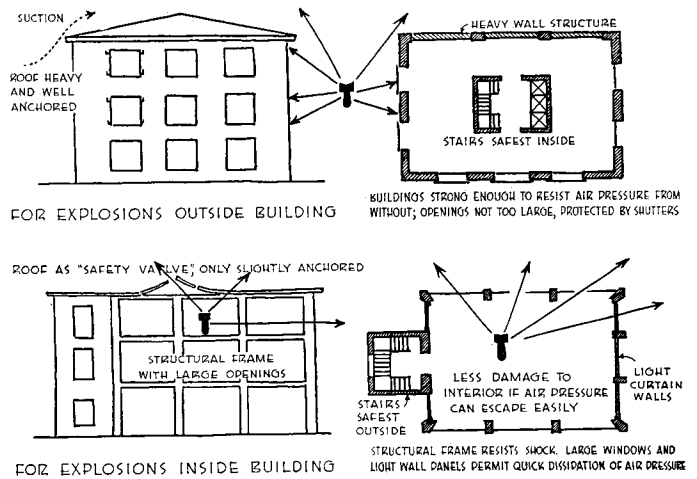 SUCTION
ROOF HEAVY
AND WELL
ANCHORED
HEAVY WALL STRUCTURE
STAIRS SAFEST INSIDE
FOR EXPLOSIONS OUTSIDE BUILDING
BUILDINGS STRONG ENOUGH TO RESIST AIR PRESSURE FROM
WITHOUT; OPENINGS NOT TOO LARGE, PROTECTED BY SHUTTERS
ROOF AS "SAFETY VALVE", ONLY SLIGHTLY ANCHORED
STRUCTURAL FRAME
WITH LARGE OPENINGS
STAIRS
SAFEST
OUTSIDE
LESS DAMAGE TO
INTERIOR IF AIR PRESSURE
CAN ESCAPE EASILY
LIGHT
CURTAIN
WALLS
FOR EXPLOSIONS INSIDE BUILDING
STRUCTURAL FRAME RESISTS SHOCK. LARGE WINDOWS AND
LIGHT WALL PANELS PERMIT QUICK DISSIPATION OF AIR PRESSURE